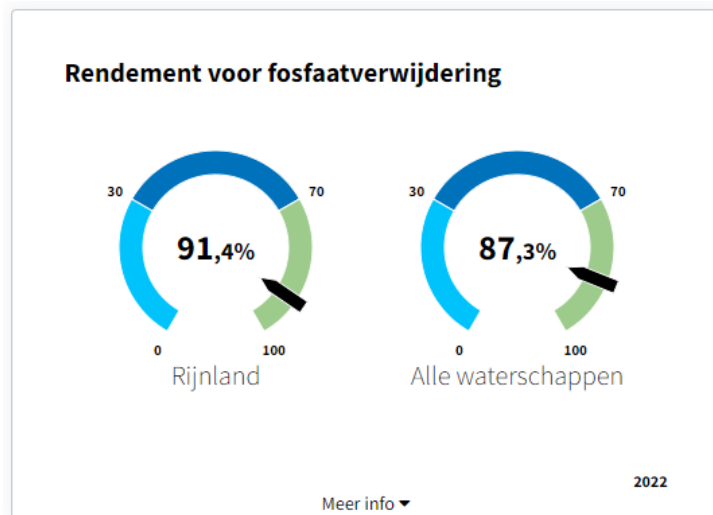 Rendement voor fosfaatverwijdering
30 70
91,4%
0 100
Rijnland
30 70
87,3%
0 100
Alle waterschappen
2022
Meer info